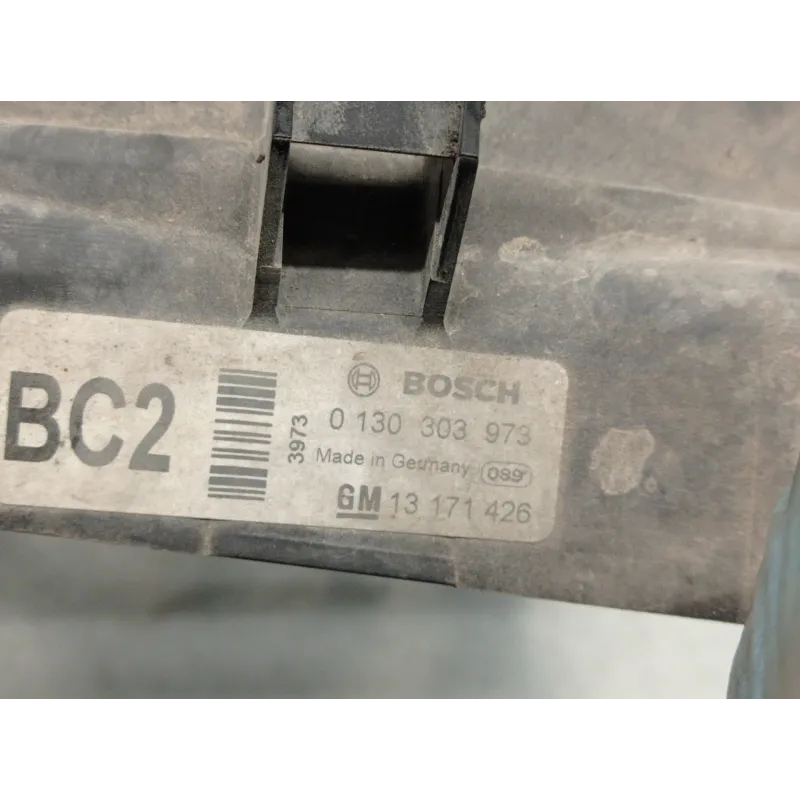 BC2
3973
BOSCH
0 130 303 973
Made in Germany 089
GM 13 171 426